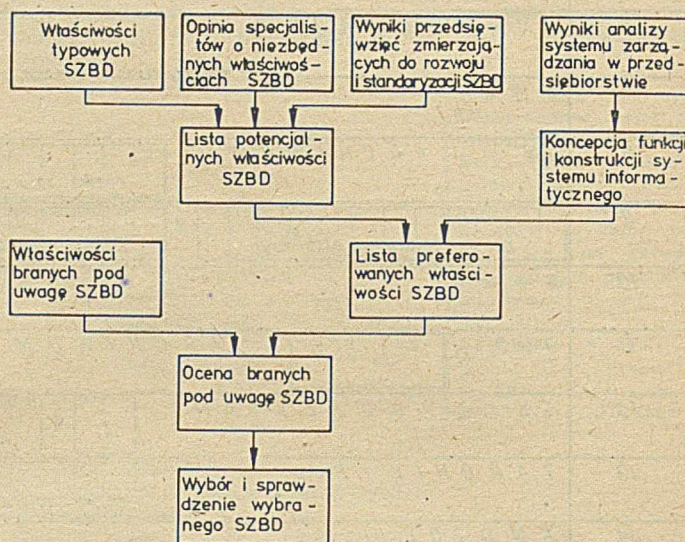 Właściwości
typowych
SZBD
Opinia specjalis-
tów o niezbęd-
nych właściwoś-
ciach SZBD
Wyniki przedsię-
wzięć zmierzają-
cych do rozwoju
i standaryzacji SZBD
Wyniki analizy
systemu zarzą-
dzania w przed-
siębiorstwie
Lista potencjal-
nych właściwości
SZBD
Koncepcja funkcji
i konstrukcji sy-
stemu informa-
tycznego
Właściwości
branych pod
uwagę SZBD
Lista prefero-
wanych właści-
wości SZBD
Ocena branych
pod uwagę SZBD
Wybór i spraw-
dzenie wybra-
nego SZBD